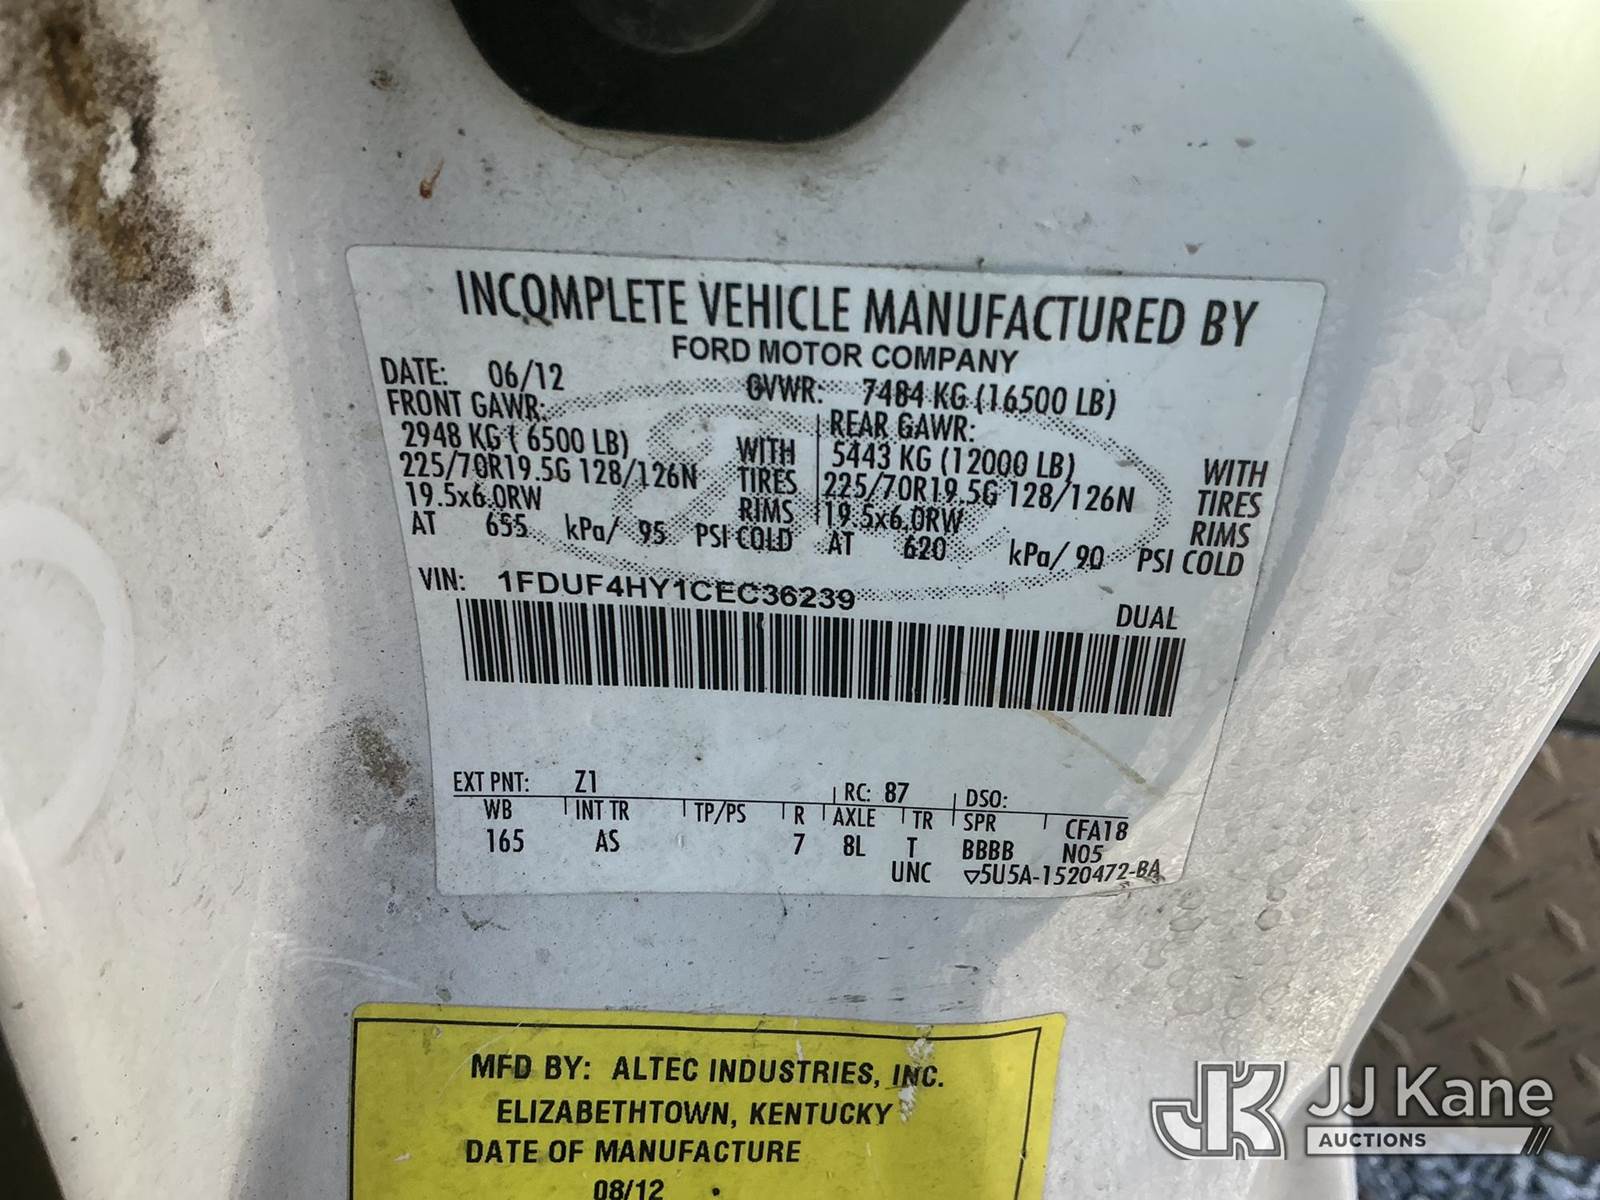 INCOMPLETE VEHICLE MANUFACTURED BY
FORD MOTOR COMPANY
DATE: 06/12 GVWR: 7484 KG (16500 LB)
FRONT GAWR: REAR GAWR:
2948 KG ( 6500 LB) WITH 5443 KG (12000 LB) WITH
225/70R19.5G 128/126N TIRES 225/70R19.5G 128/126N TIRES
19.5x6.0RW RIMS 19.5x6.0RW RIMS
AT 655 kPa/ 95 PSI COLD AT 620 kPa/ 90 PSI COLD
VIN: 1FDUF4HY1CEC36239
DUAL
EXT PNT: Z1 RC: 87 DSO:
WB INT TR TP/PS R AXLE TR SPR CFA18
165 AS 7 8L T BBBB N05
UNC ▽5U5A-1520472-BA
MFD BY: ALTEC INDUSTRIES, INC.
ELIZABETHTOWN, KENTUCKY
DATE OF MANUFACTURE
08/12
JK JJ Kane
AUCTIONS